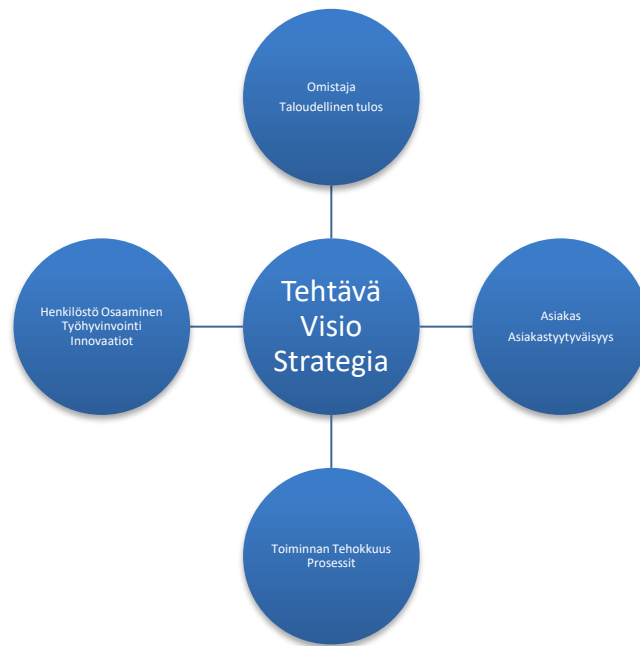 Omistaja
Taloudellinen tulos
Henkilöstö Osaaminen
Työhyvinvointi
Innovaatiot
Tehtävä
Visio
Strategia
Asiakas
Asiakastyytyväisyys
Toiminnan Tehokkuus
Prosessit